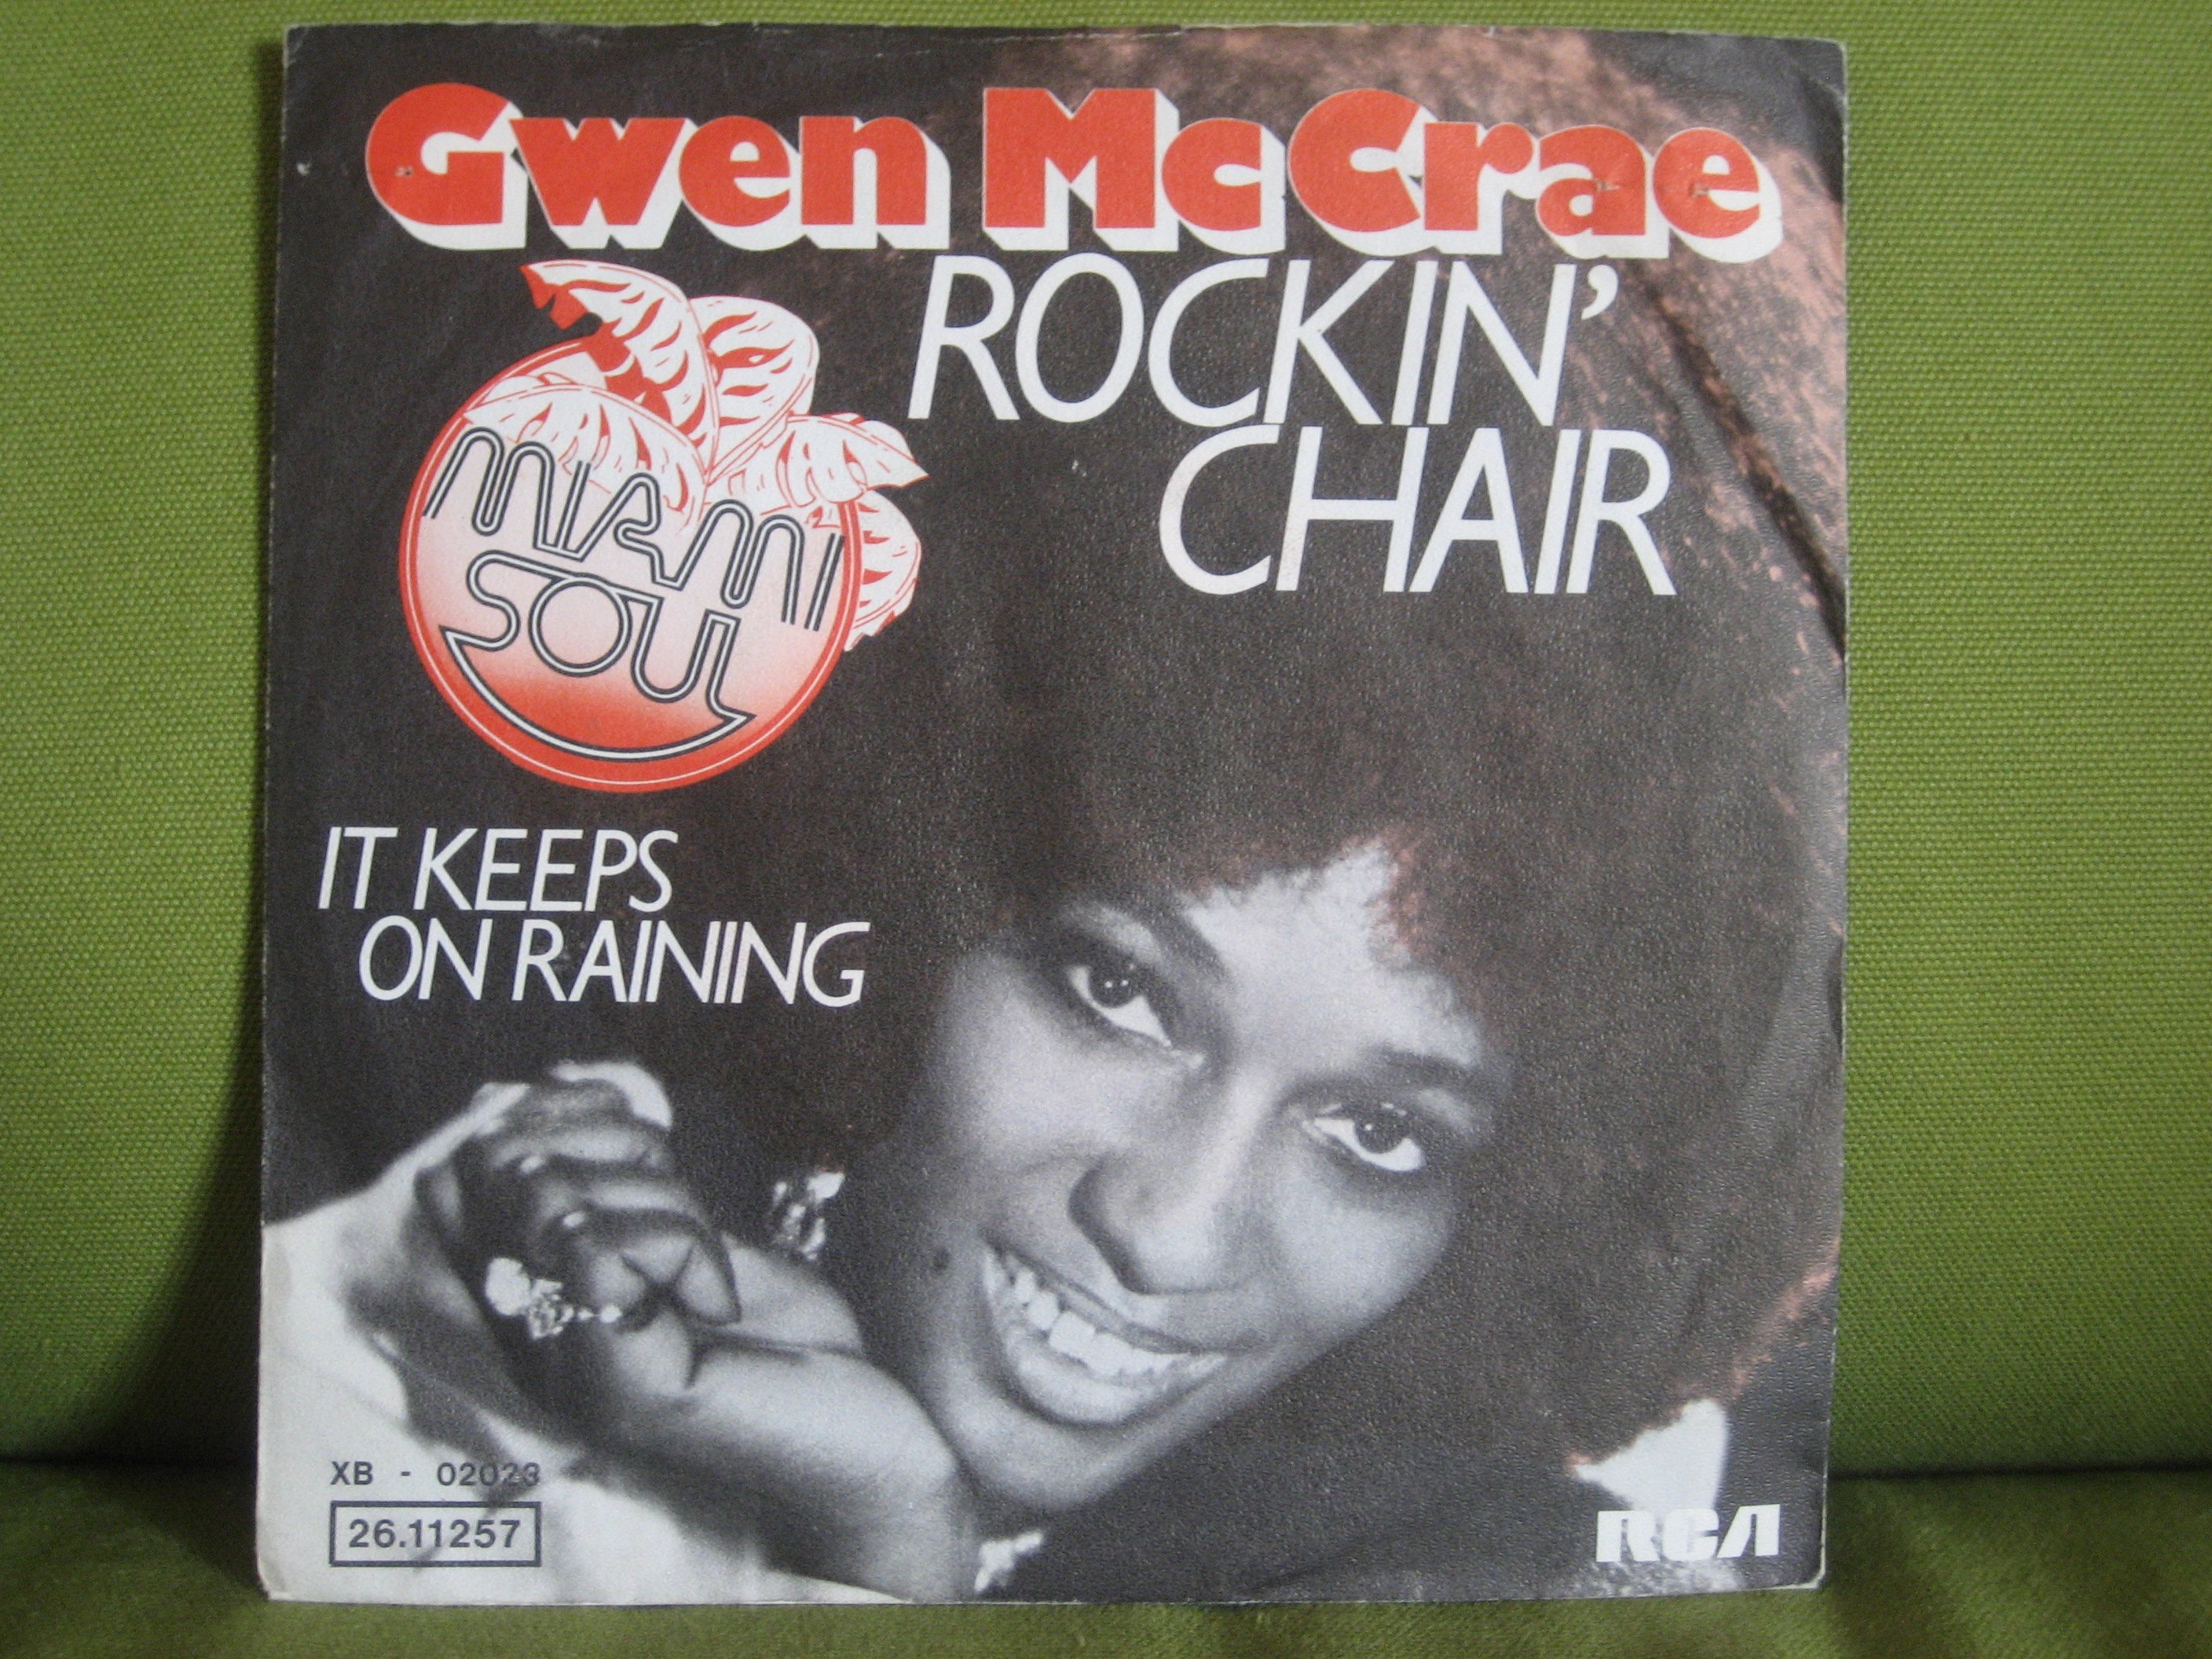 Gwen McCrae
ROCKIN'
CHAIR
MIAMI
SOUL
IT KEEPS
ON RAINING
XB - 02023
26.11257
RCA